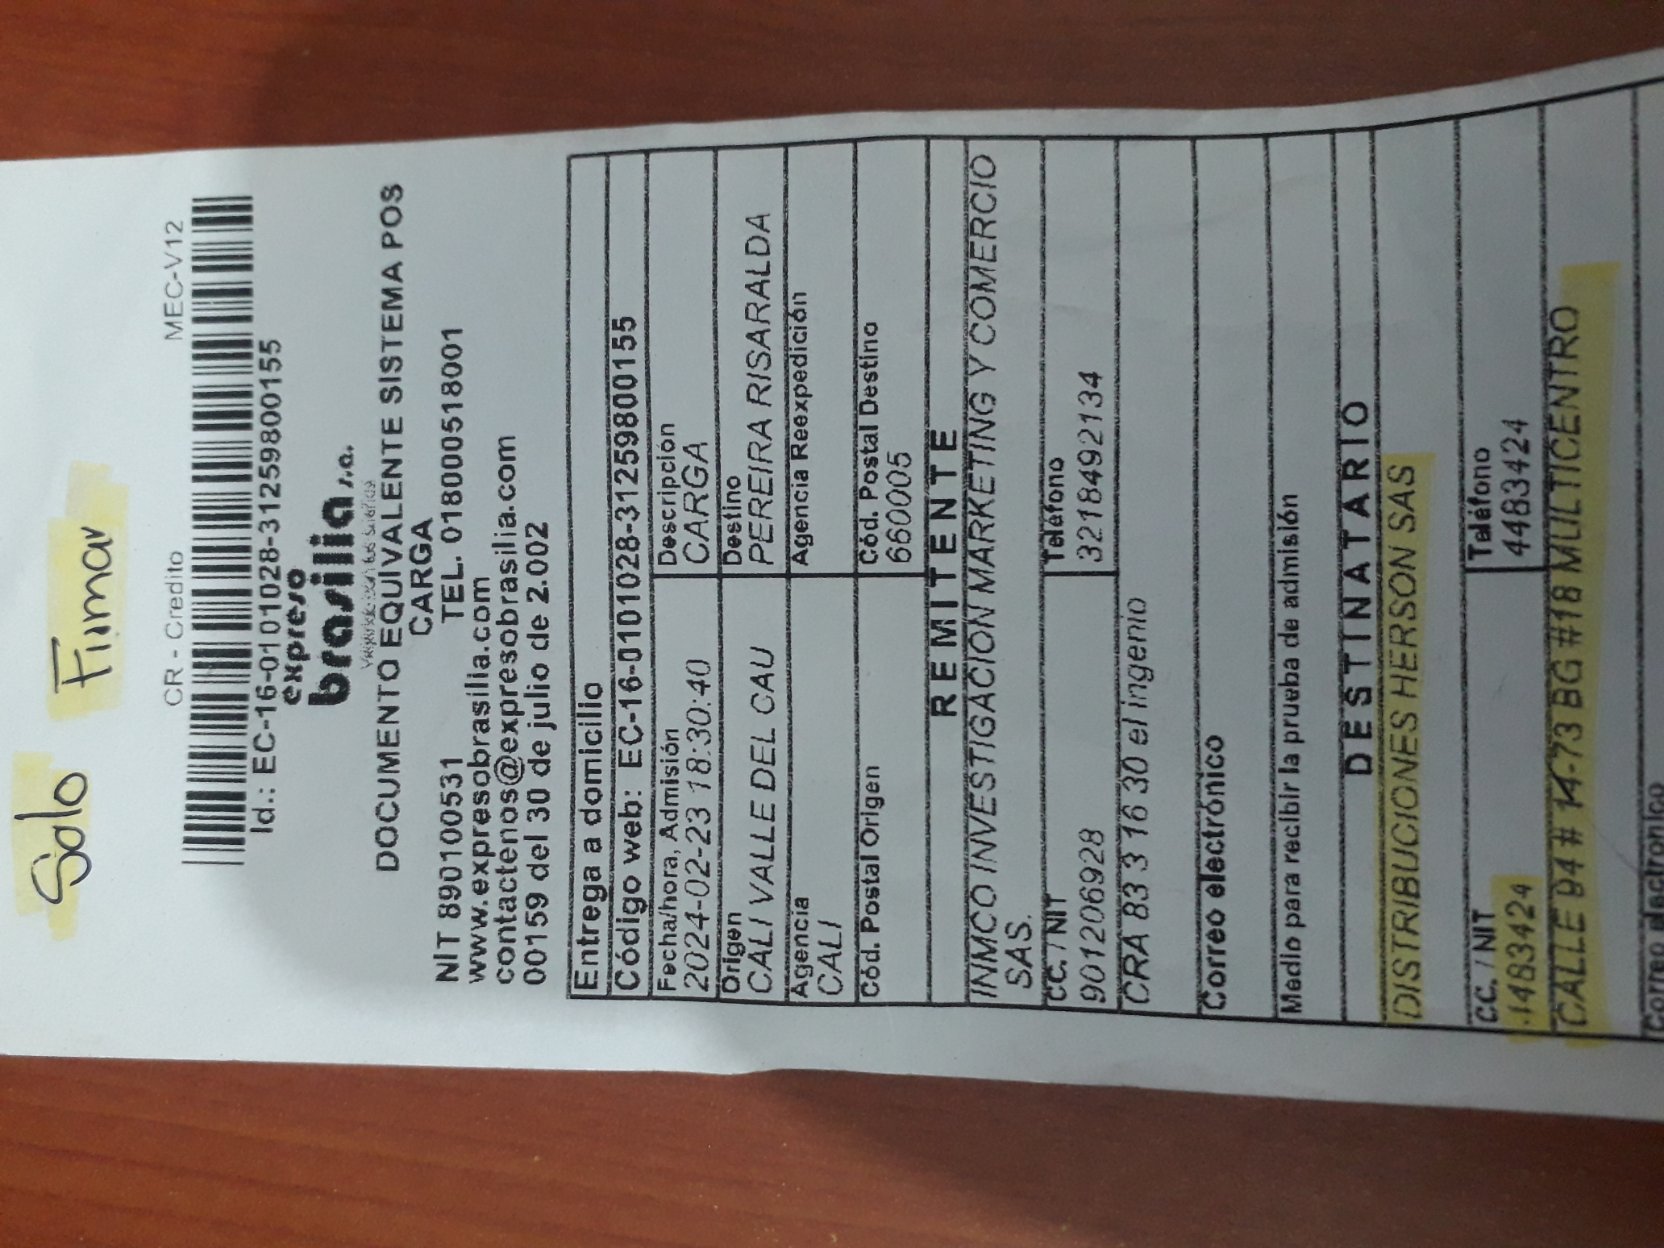 Solo Firmar
CR - Credito MEC-V12
Id.: EC-16-0101028-3125980015​5
expreso
brasilia s.a.
DOCUMENTO EQUIVALENTE SISTEMA POS
CARGA
NIT 890100531 TEL. 018000518001
www.expresobrasilia.com
contactenos@expresobrasilia.com
00159 del 30 de julio de 2.002
Entrega a domicilio
Código web: EC-16-0101028-31259800155
Fecha/hora, Admisión Descripción
2024-02-23 18:30:40 CARGA
Orígen Destino
CALI VALLE DEL CAU PEREIRA RISARALDA
Agencia Agencia Reexpedición
CALI
Cód. Postal Origen Cód. Postal Destino
660005
REMITENTE
INMCO INVESTIGACION MARKETING Y COMERCIO
SAS.
CC. / NIT Teléfono
901206928 3218492134
CRA 83 3 16 30 el ingenio
Correo electrónico
Medio para recibir la prueba de admisión
DESTINATARIO
DISTRIBUCIONES HERSON SAS
CC. / NIT Teléfono
4483424 4483424
CALLE 94 # 14-73 BG #18 MULTICENTRO
Correo electronico